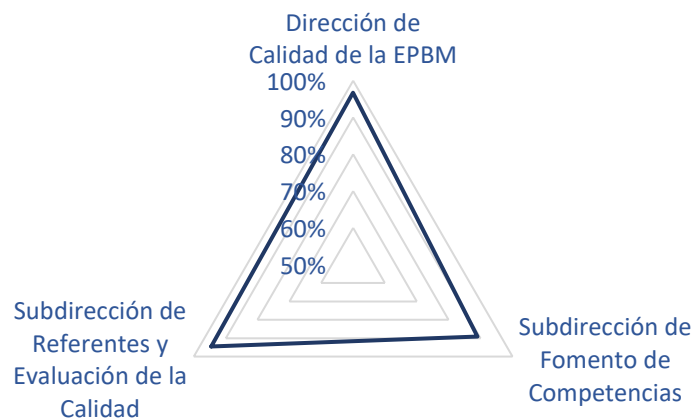 Dirección de
Calidad de la EPBM
100%
90%
80%
70%
60%
50%
Subdirección de
Fomento de
Competencias
Subdirección de
Referentes y
Evaluación de la
Calidad